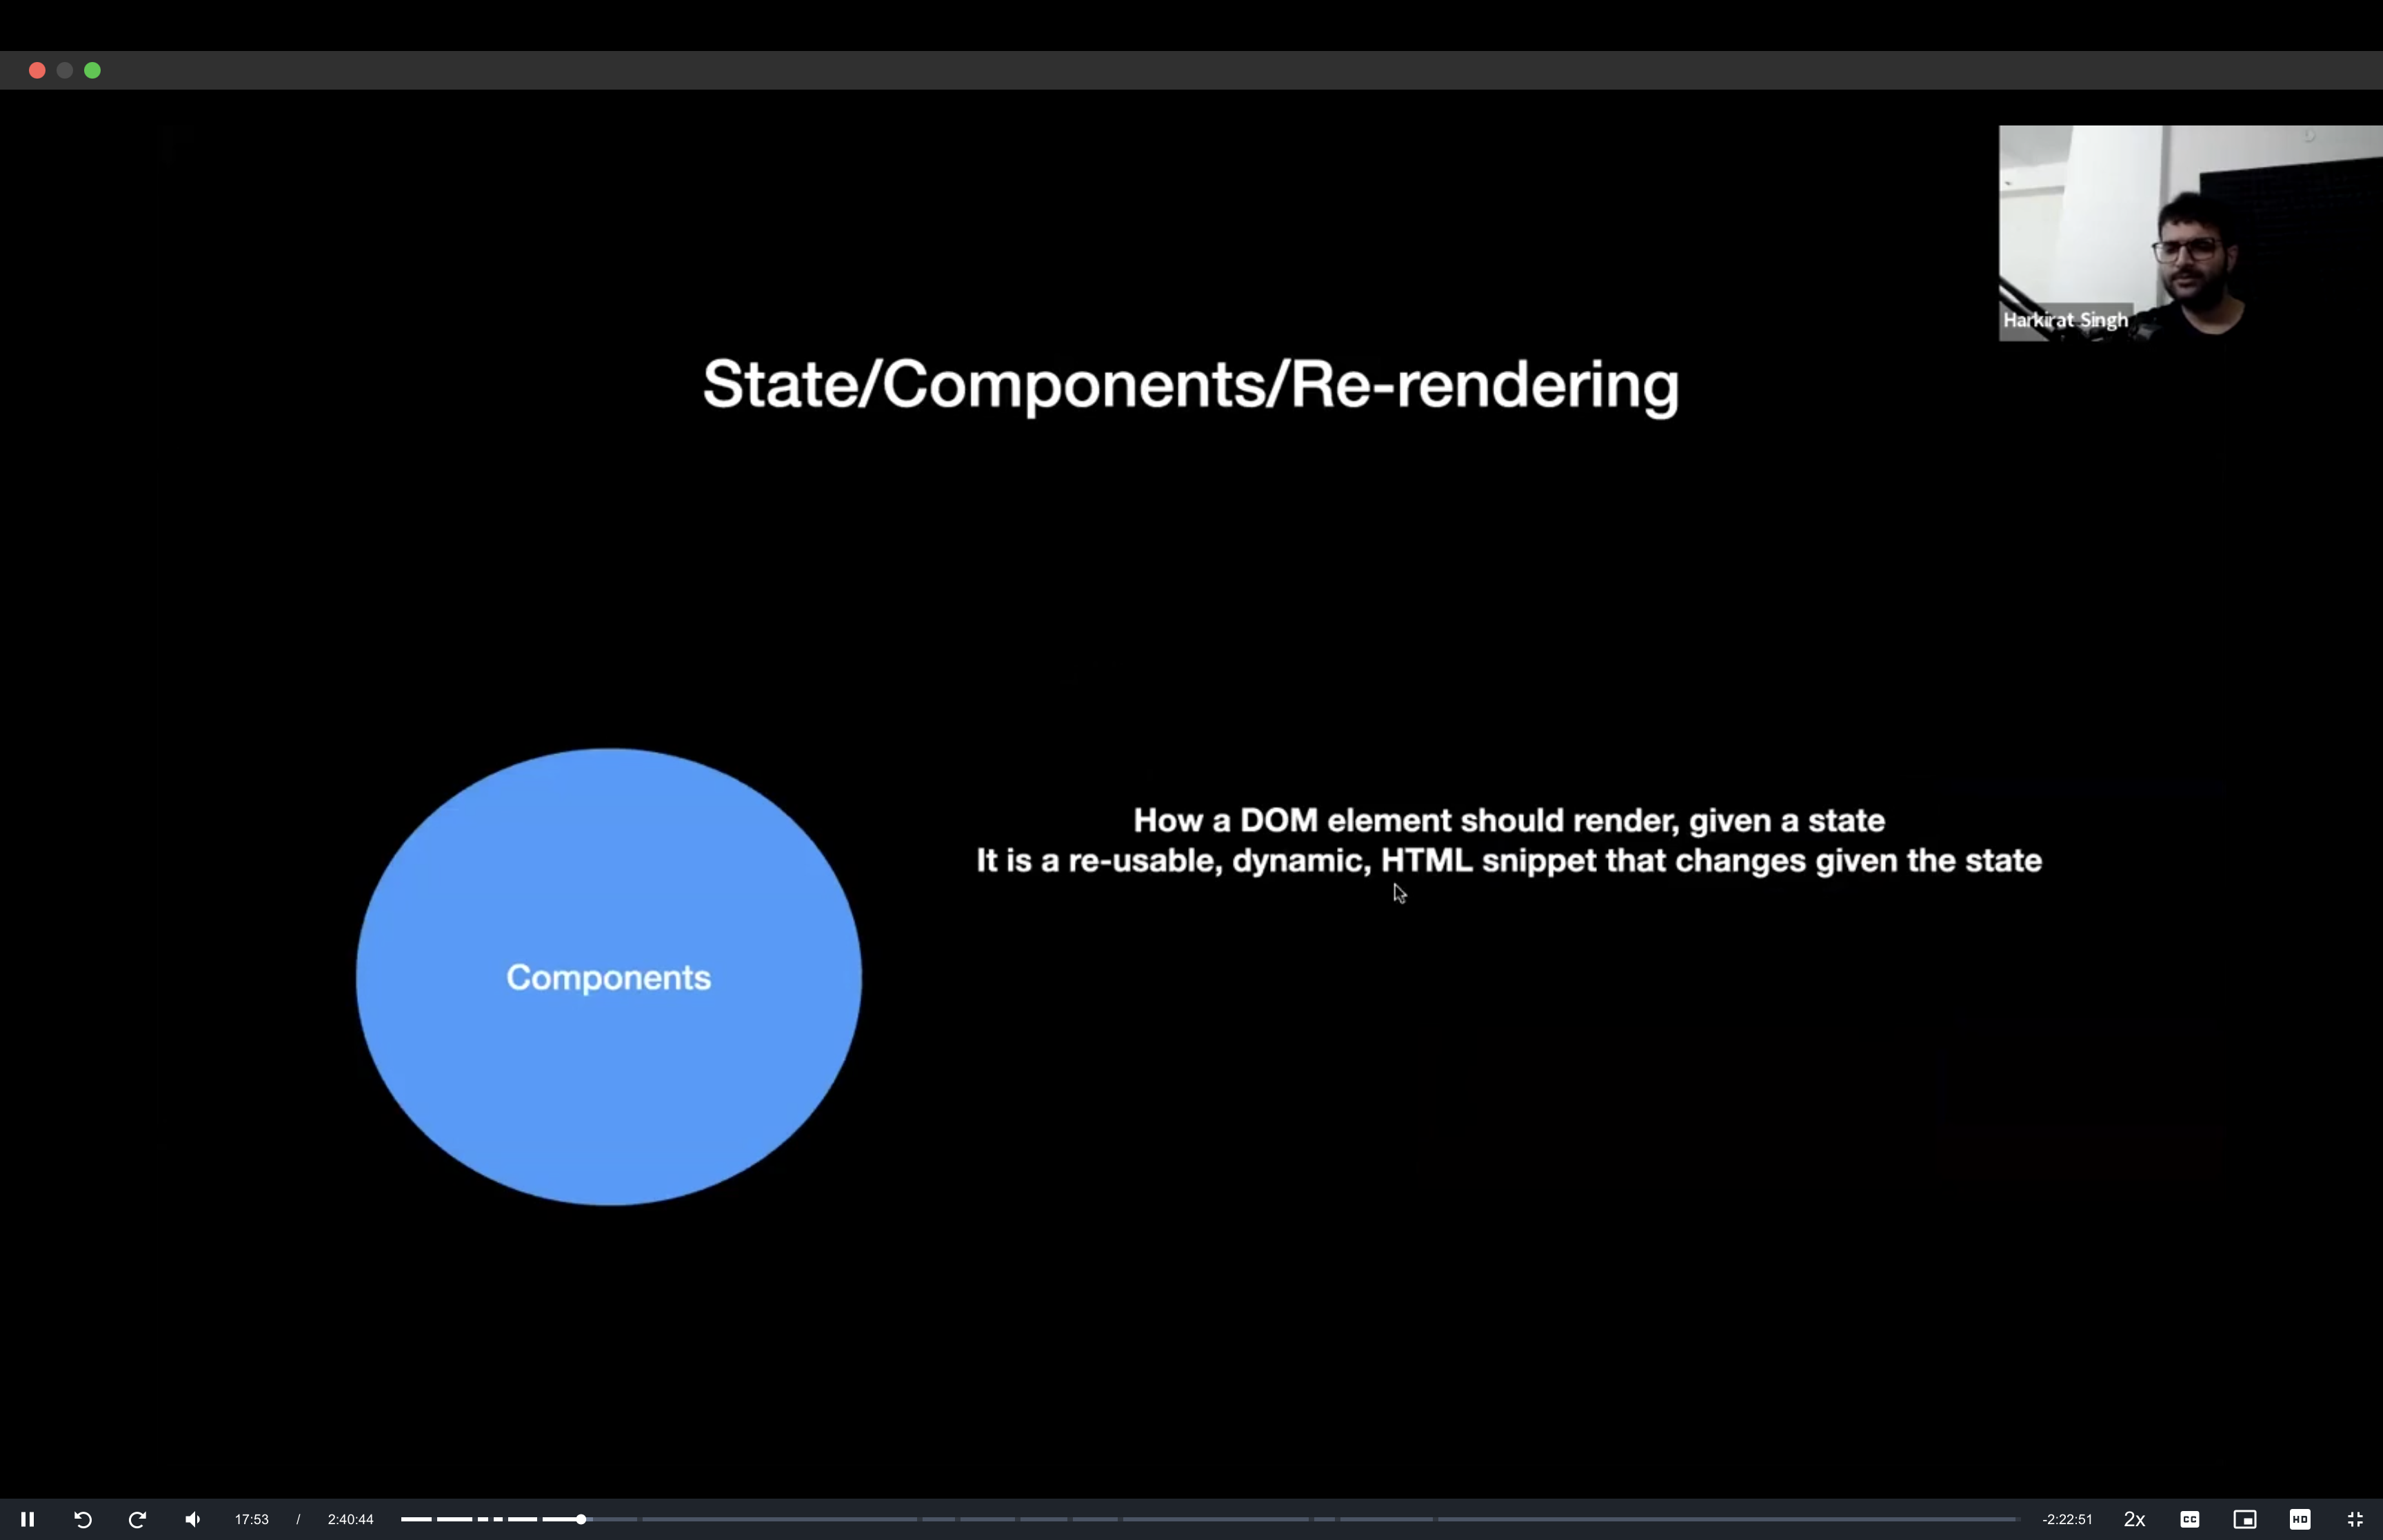 Harkirat Singh
State/Components/Re-rendering
How a DOM element should render, given a state
It is a re-usable, dynamic, HTML snippet that changes given the state
Components
17:53 / 2:40:44
-2:22:51
2x
CC
HD